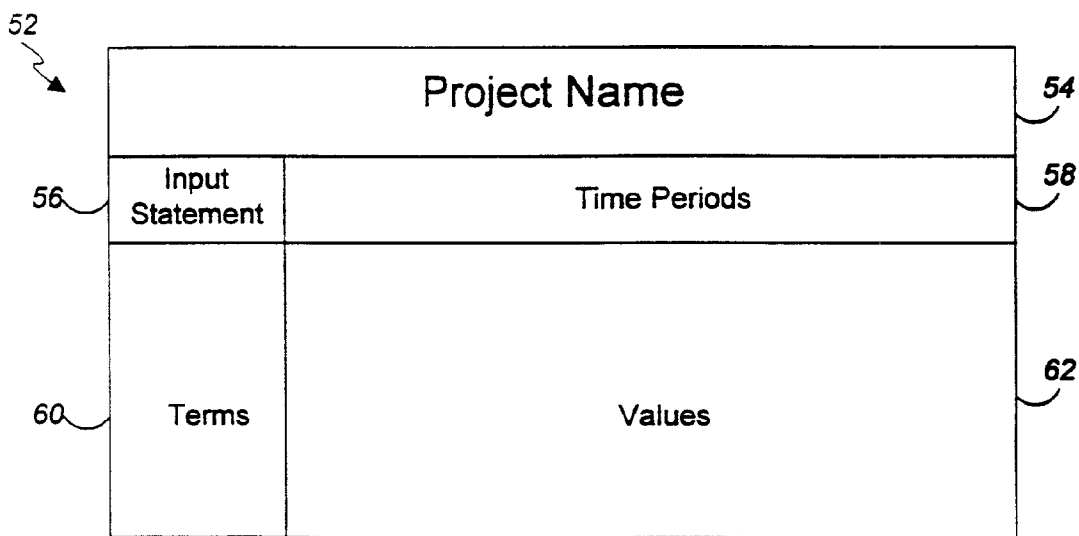 52
Project Name
54
Input
Statement
56
Time Periods
58
Terms
60
Values
62